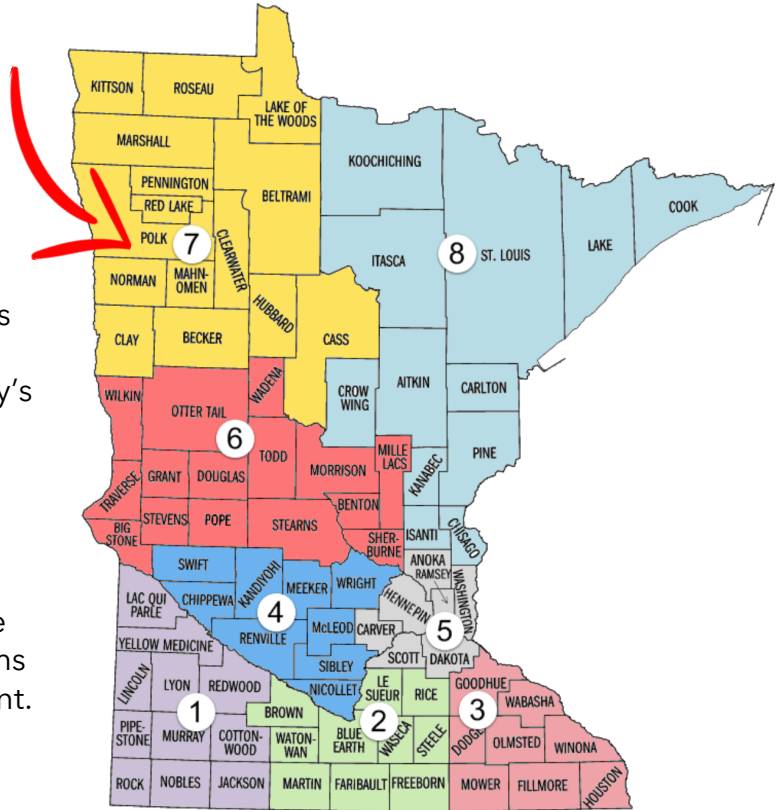 KITTSON
ROSEAU
LAKE OF
THE WOODS
MARSHALL
KOOCHICHING
PENNINGTON
BELTRAMI
RED LAKE
COOK
POLK
7
CLEARWATER
8
ST. LOUIS
LAKE
ITASCA
NORMAN
MAHN-
OMEN
HUBBARD
s
CLAY
BECKER
CASS
y's
WILKIN
WADENA
CROW
WING
AITKIN
CARLTON
OTTER TAIL
6
TODD
MILLE
LACS
PINE
KANABEC
GRANT
DOUGLAS
MORRISON
TRAVERSE
BENTON
STEVENS
POPE
STEARNS
BIG
STONE
SHER-
BURNE
ISANTI
CHISAGO
SWIFT
KANDIYOHI
MEEKER
WRIGHT
ANOKA
RAMSEY
WASHINGTON
HENNEPIN
LAC QUI
PARLE
CHIPPEWA
4
e
McLEOD
CARVER
5
RENVILLE
YELLOW MEDICINE
ns
SIBLEY
SCOTT
DAKOTA
LINCOLN
LYON
REDWOOD
NICOLLET
LE
SUEUR
RICE
GOODHUE
WABASHA
nt.
1
BROWN
2
3
PIPE-
STONE
MURRAY
COTTON-
WOOD
WATON-
WAN
BLUE
EARTH
WASECA
STEELE
DODGE
OLMSTED
WINONA
ROCK
NOBLES
JACKSON
MARTIN
FARIBAULT
FREEBORN
MOWER
FILLMORE
HOUSTON